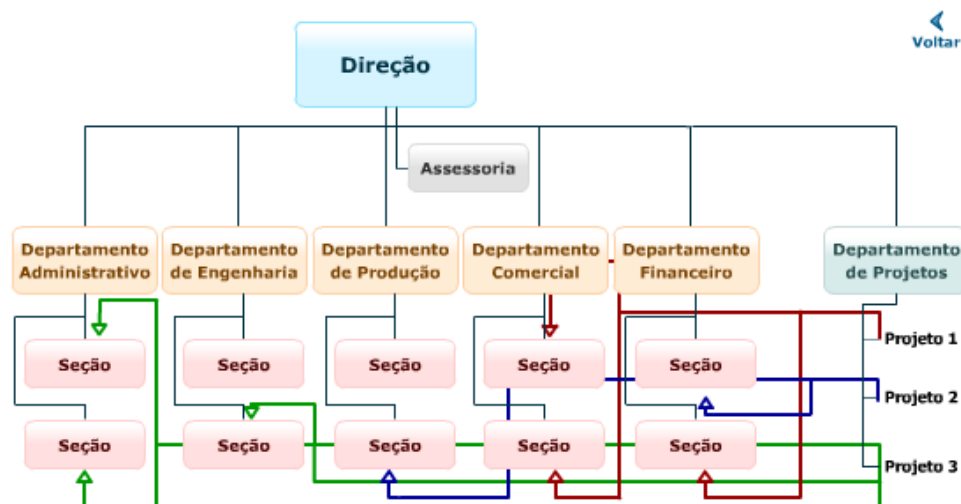 Voltar
Direção
Assessoria
Departamento
Administrativo
Departamento
de Engenharia
Departamento
de Produção
Departamento
Comercial
Departamento
Financeiro
Departamento
de Projetos
Projeto 1
Seção
Seção
Seção
Seção
Seção
Projeto 2
Seção
Seção
Seção
Seção
Seção
Projeto 3